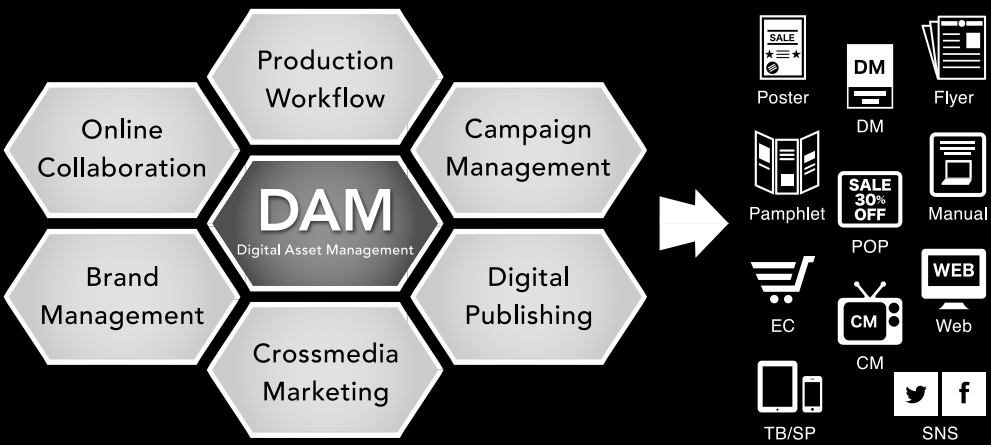 Production
Workflow
Online
Collaboration
Campaign
Management
DAM
Digital Asset Management
Brand
Management
Digital
Publishing
Crossmedia
Marketing
SALE
Poster
DM
DM
Flyer
Pamphlet
SALE
30%
OFF
POP
Manual
EC
CM
CM
WEB
Web
TB/SP
f
SNS